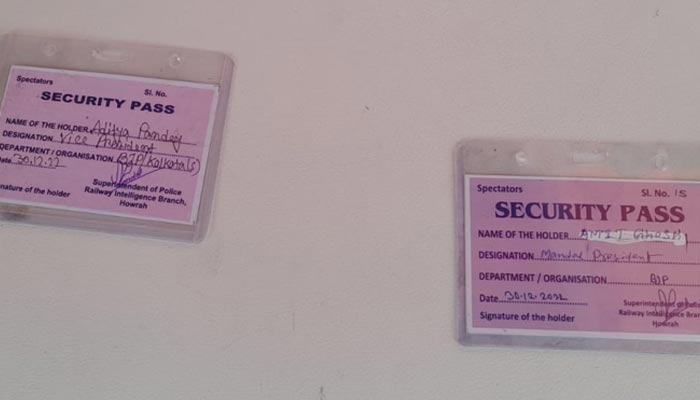 Spectators
Sl. No.
SECURITY PASS
NAME OF THE HOLDER Aditya Pandey
DESIGNATION Vice President
DEPARTMENT / ORGANISATION BJP (Kolkata(S)
Date 30.12.22
Superintendent of Police
Signature of the holder Railway Intelligence Branch,
Howrah
Spectators Sl. No. 15
SECURITY PASS
NAME OF THE HOLDER GHOSH
DESIGNATION Mandal President
DEPARTMENT / ORGANISATION BJP
Date 30.12.2022
Superintendent of Polic
Railway Intelligence Bran
Signature of the holder Howrah